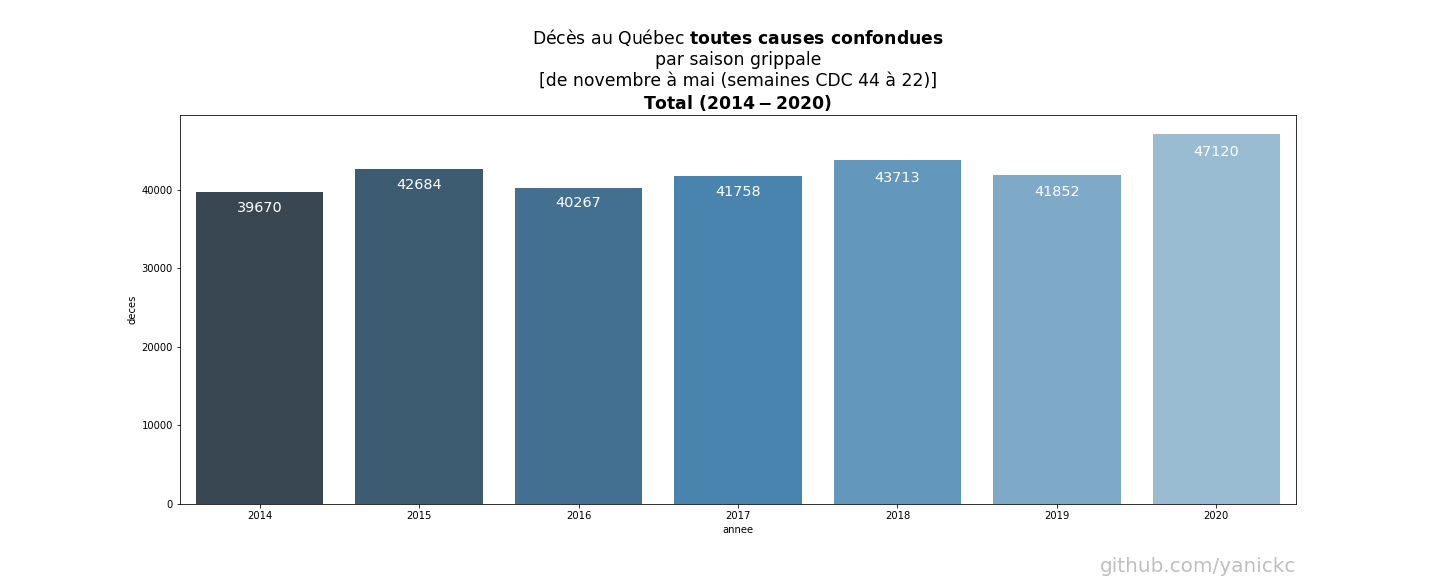 Décès au Québec toutes causes confondues
par saison grippale
[de novembre à mai (semaines CDC 44 à 22)]
Total (2014 − 2020)
40000
30000
20000
10000
0
deces
39670
42684
40267
41758
43713
41852
47120
2014
2015
2016
2017
2018
2019
2020
annee
github.com/yanickc